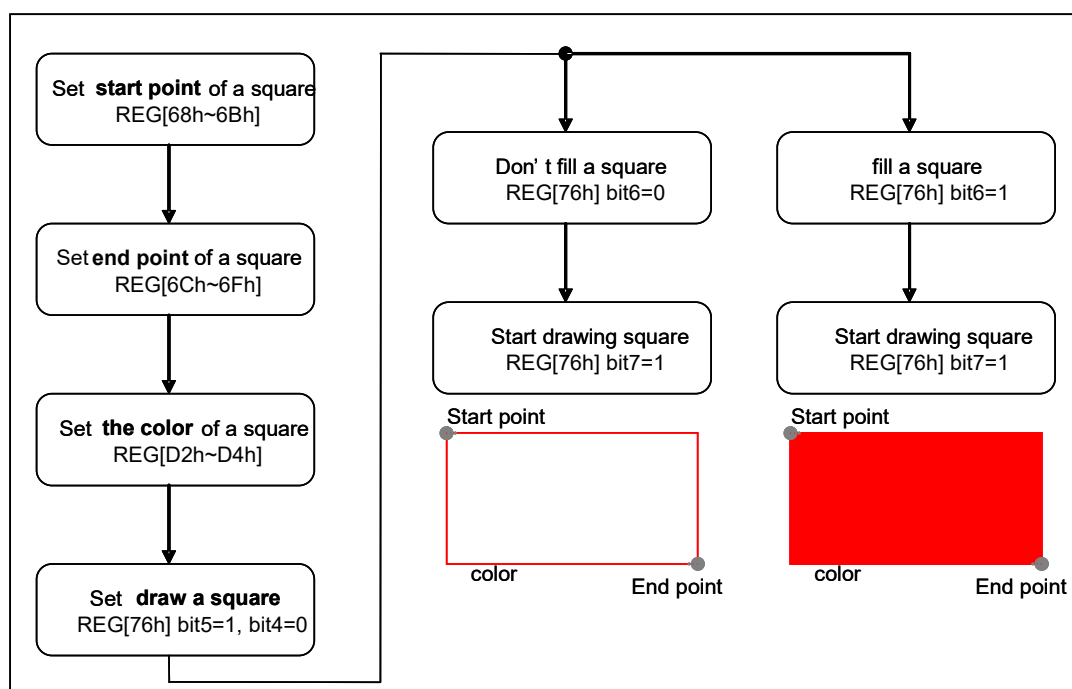 Set start point of a square
REG[68h~6Bh]
Set end point of a square
REG[6Ch~6Fh]
Set the color of a square
REG[D2h~D4h]
Set draw a square
REG[76h] bit5=1, bit4=0
Don' t fill a square
REG[76h] bit6=0
Start drawing square
REG[76h] bit7=1
Start point
color
End point
fill a square
REG[76h] bit6=1
Start drawing square
REG[76h] bit7=1
Start point
color
End point